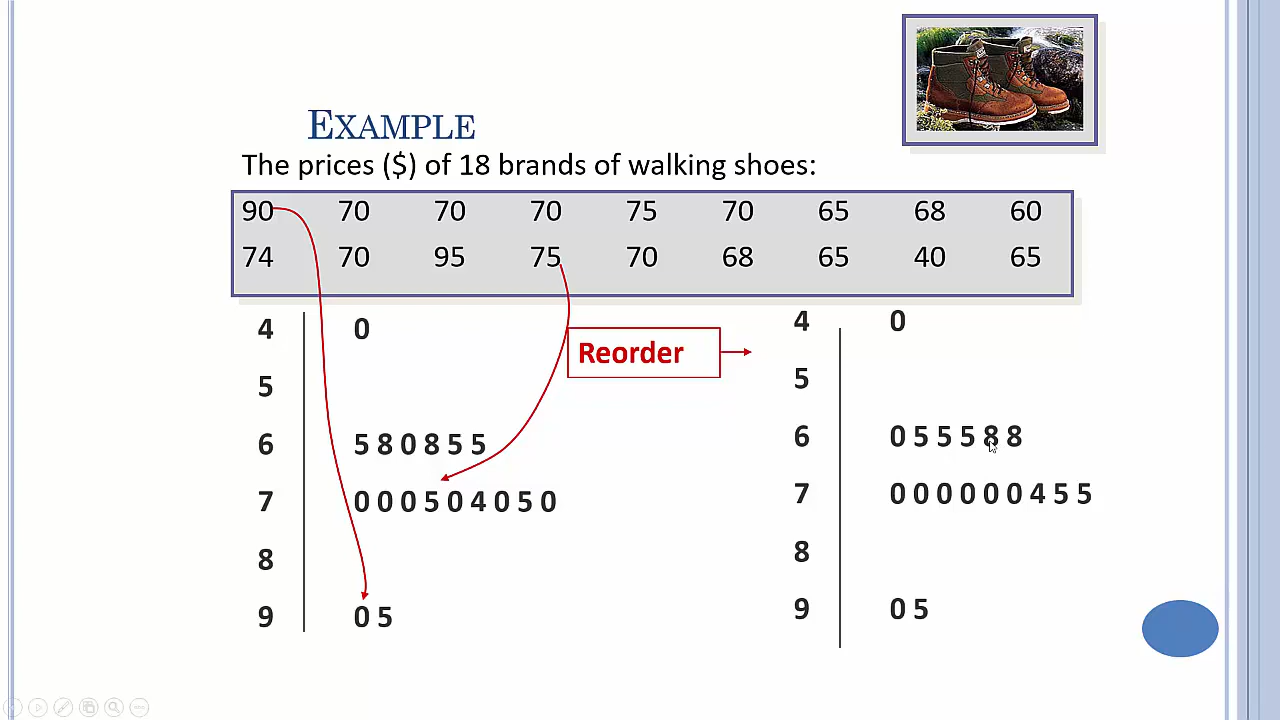 EXAMPLE
The prices ($) of 18 brands of walking shoes:
90 70 70 70 75 70 65 68 60
74 70 95 75 70 68 65 40 65
4 0
5
6 5 8 0 8 5 5
7 0 0 0 5 0 4 0 5 0
8
9 0 5
Reorder
4 0
5
6 0 5 5 5 8 8
7 0 0 0 0 0 0 4 5 5
8
9 0 5